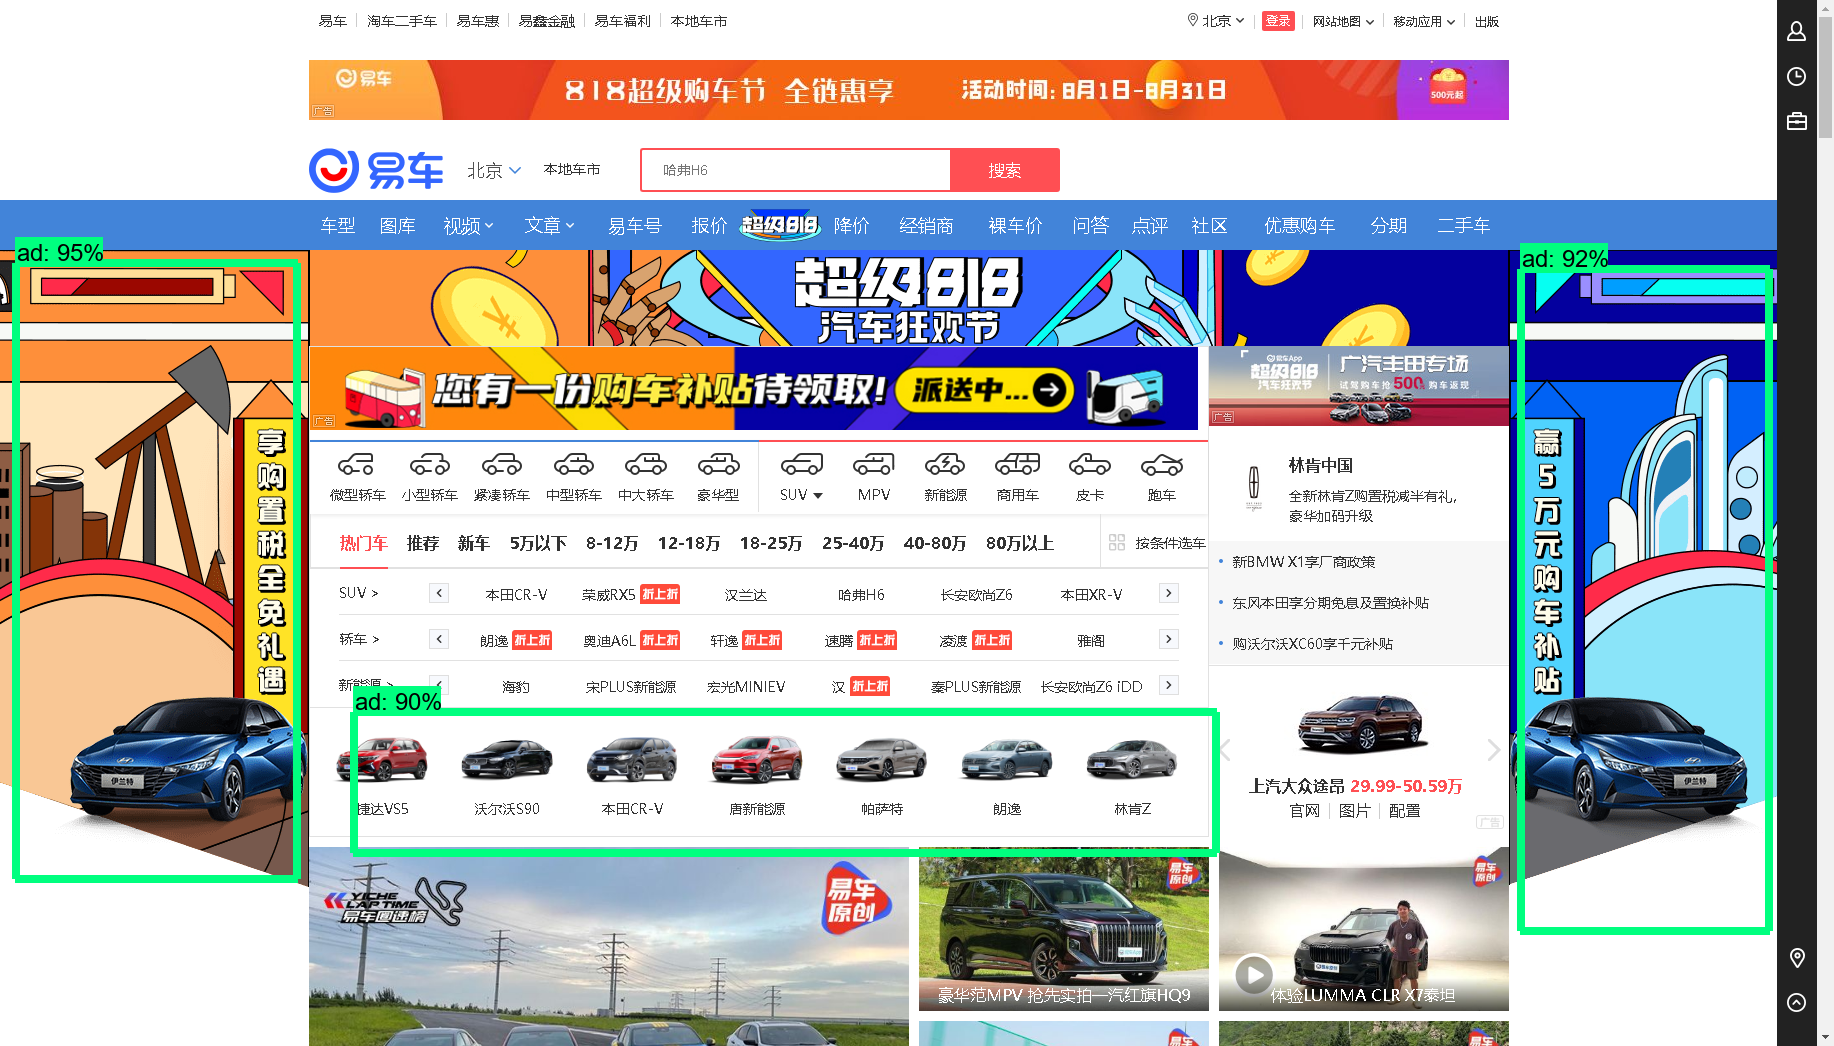 易车 淘车二手车 易车惠 易鑫金融 易车福利 本地车市 北京 登录 网站地图 移动应用 出版
易车 818超级购车节 全链惠享 活动时间: 8月1日-8月31日 500元起
广告
易车 北京 本地车市 哈弗H6 搜索
车型 图库 视频 文章 易车号 报价 超级818 降价 经销商 裸车价 问答 点评 社区 优惠购车 分期 二手车
ad: 95%
ad: 92%
超级818
汽车狂欢节
您有一份购车补贴待领取! 派送中...
广告
易车App
超级818
汽车狂欢节
广汽丰田专场
试驾购车抢500元购车返现
广告
享购置税全免礼遇
赢5万元购车补贴
微型轿车 小型轿车 紧凑轿车 中型轿车 中大轿车 豪华型 SUV MPV 新能源 商用车 皮卡 跑车
林肯中国
全新林肯Z购置税减半有礼,
豪华加码升级
热门车 推荐 新车 5万以下 8-12万 12-18万 18-25万 25-40万 40-80万 80万以上 按条件选车
新BMW X1享厂商政策
东风本田享分期免息及置换补贴
购沃尔沃XC60享千元补贴
SUV > 本田CR-V 荣威RX5 折上折 汉兰达 哈弗H6 长安欧尚Z6 本田XR-V
轿车 > 朗逸 折上折 奥迪A6L 折上折 轩逸 折上折 速腾 折上折 凌渡 折上折 雅阁
新能源 > 海豹 宋PLUS新能源 宏光MINIEV 汉 折上折 秦PLUS新能源 长安欧尚Z6 iDD
ad: 90%
捷达VS5 沃尔沃S90 本田CR-V 唐新能源 帕萨特 朗逸 林肯Z
上汽大众途昂 29.99-50.59万
官网 图片 配置
广告
伊兰特
伊兰特
YICHE
LAP TIME
易车圈速榜
易车原创
易车原创
豪华范MPV 抢先实拍一汽红旗HQ9
易车原创
体验LUMMA CLR X7泰坦